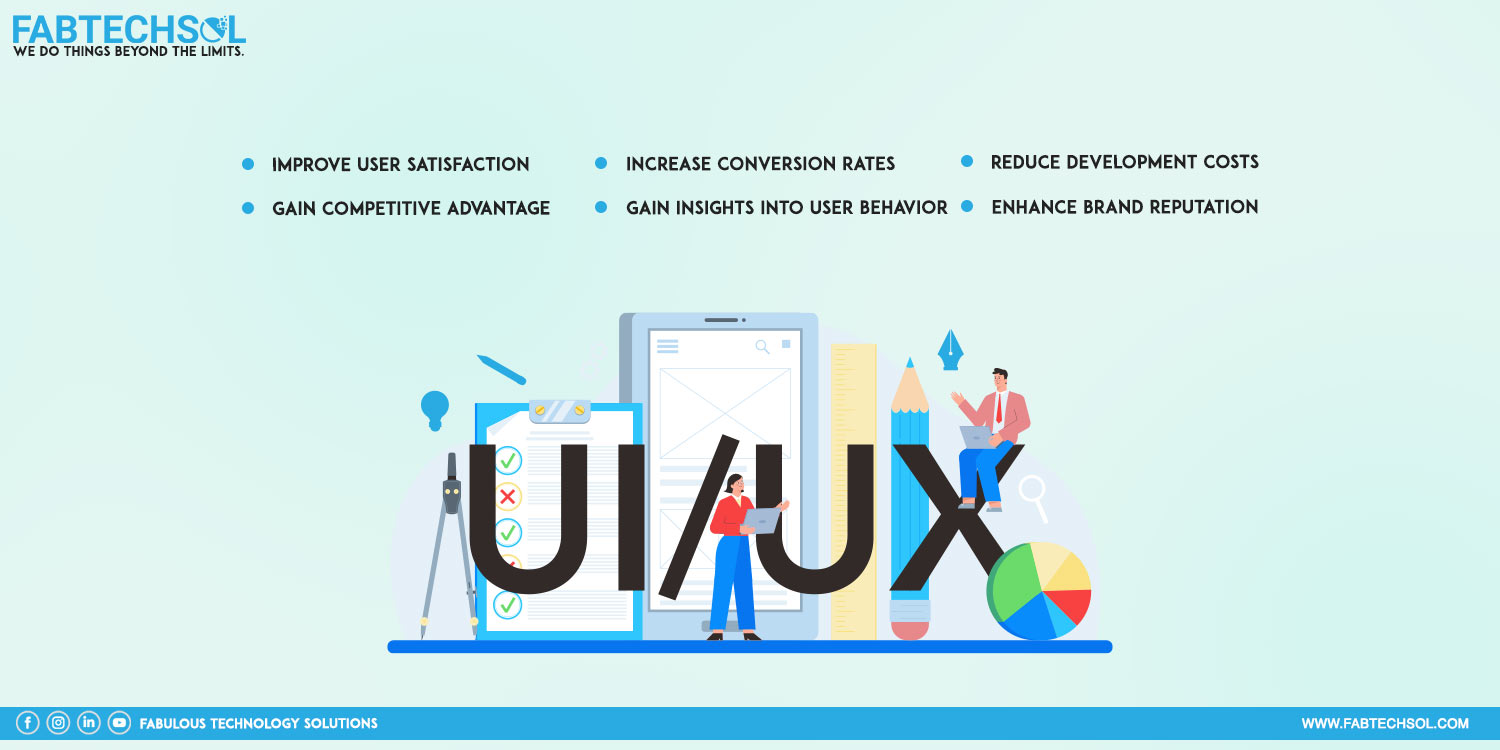 FABTECHSOL
WE DO THINGS BEYOND THE LIMITS.
IMPROVE USER SATISFACTION
INCREASE CONVERSION RATES
REDUCE DEVELOPMENT COSTS
GAIN COMPETITIVE ADVANTAGE
GAIN INSIGHTS INTO USER BEHAVIOR
ENHANCE BRAND REPUTATION
UI/UX
FABULOUS TECHNOLOGY SOLUTIONS
WWW.FABTECHSOL.COM